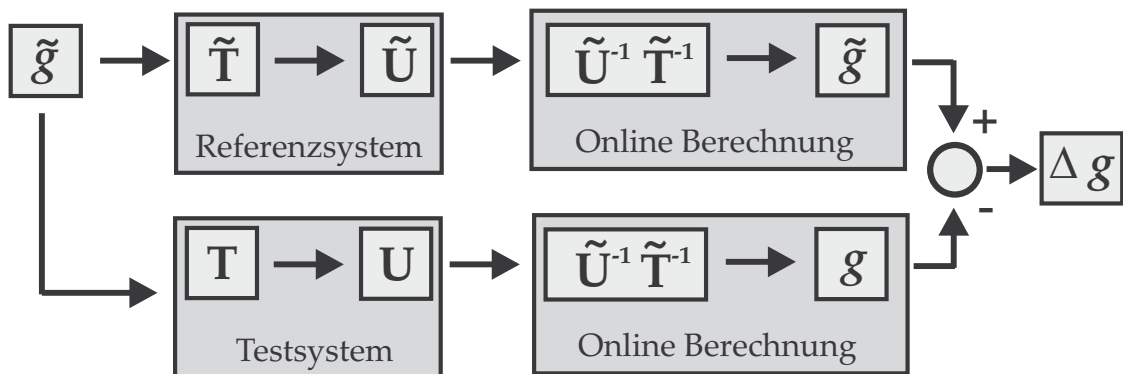 g̃ T̃ Ũ Ũ⁻¹ T̃⁻¹ g̃
Referenzsystem Online Berechnung
+
Δ g
-
T U Ũ⁻¹ T̃⁻¹ g
Testsystem Online Berechnung